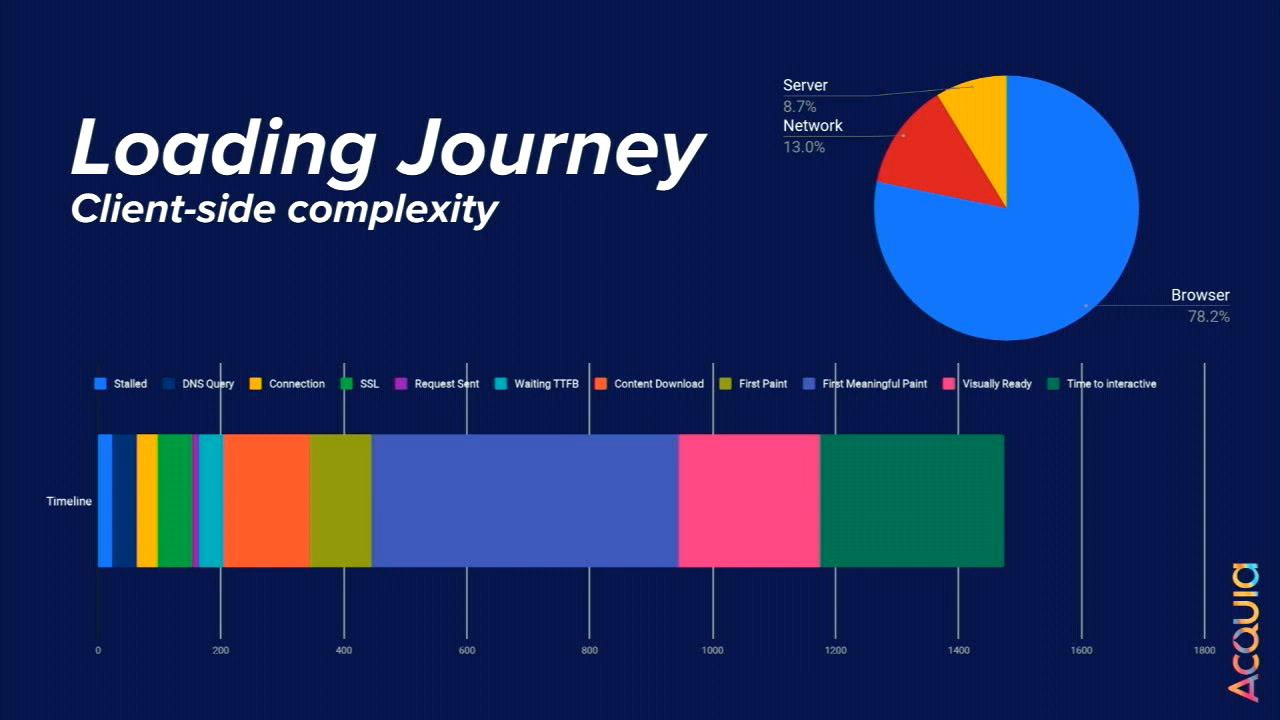 Loading Journey
Client-side complexity
Server
8.7%
Network
13.0%
Browser
78.2%
Stalled DNS Query Connection SSL Request Sent Waiting TTFB Content Download First Paint First Meaningful Paint Visually Ready Time to interactive
Timeline
0 200 400 600 800 1000 1200 1400 1600 1800
ACQUIA